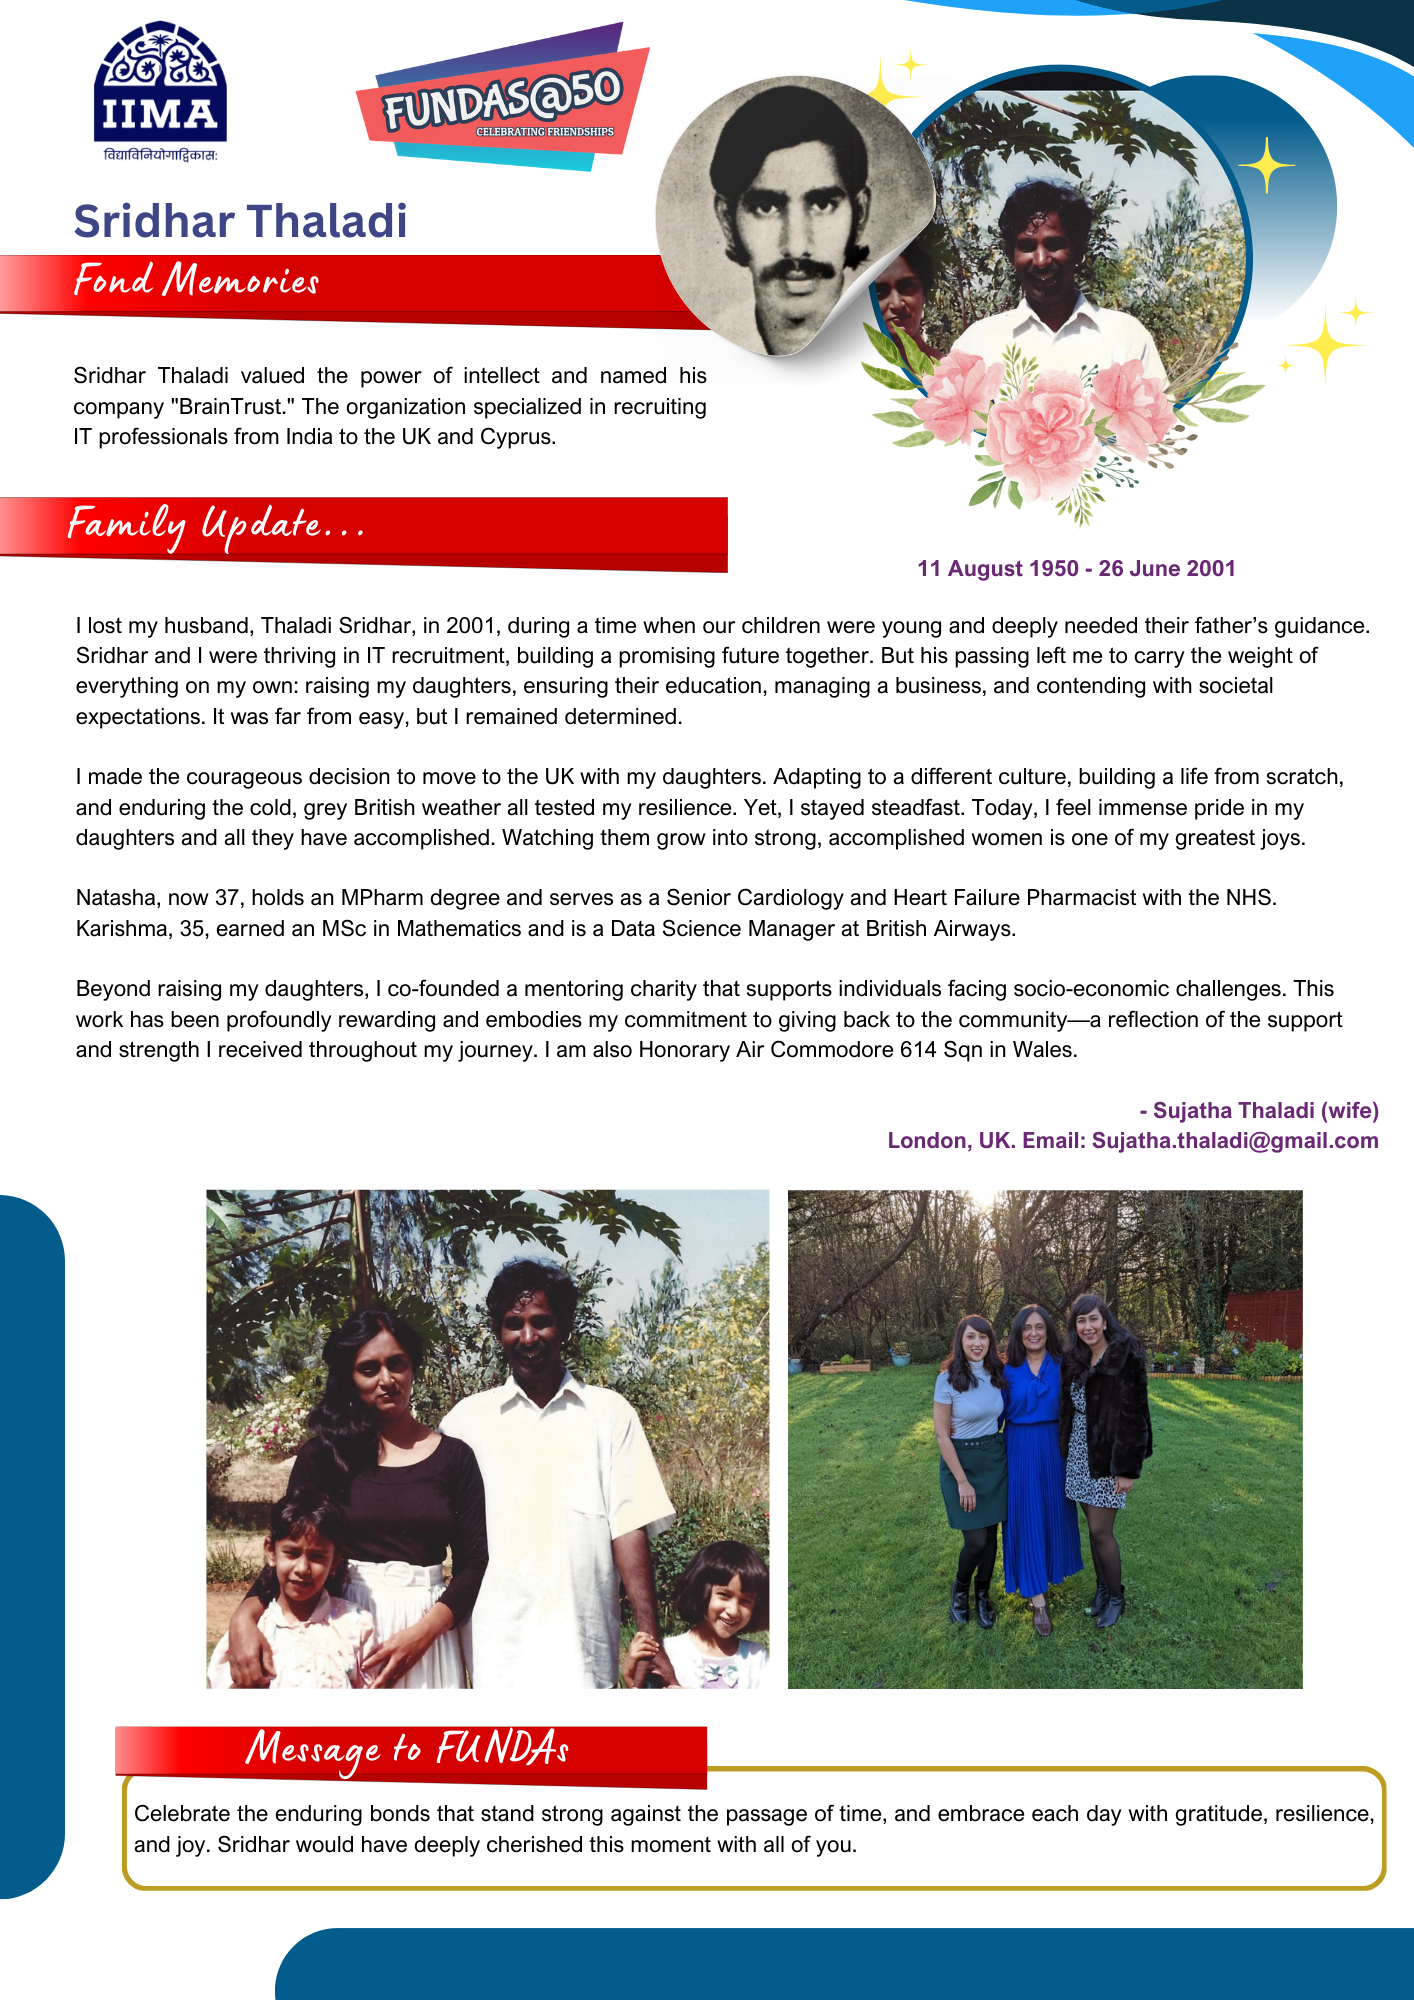 IIMA
विद्याविनियोगाद्विकास:
FUNDAS@50
CELEBRATING FRIENDSHIPS
Sridhar Thaladi
Fond Memories
Sridhar Thaladi valued the power of intellect and named his
company "BrainTrust." The organization specialized in recruiting
IT professionals from India to the UK and Cyprus.
Family Update...
11 August 1950 - 26 June 2001
I lost my husband, Thaladi Sridhar, in 2001, during a time when our children were young and deeply needed their father’s guidance.
Sridhar and I were thriving in IT recruitment, building a promising future together. But his passing left me to carry the weight of
everything on my own: raising my daughters, ensuring their education, managing a business, and contending with societal
expectations. It was far from easy, but I remained determined.
I made the courageous decision to move to the UK with my daughters. Adapting to a different culture, building a life from scratch,
and enduring the cold, grey British weather all tested my resilience. Yet, I stayed steadfast. Today, I feel immense pride in my
daughters and all they have accomplished. Watching them grow into strong, accomplished women is one of my greatest joys.
Natasha, now 37, holds an MPharm degree and serves as a Senior Cardiology and Heart Failure Pharmacist with the NHS.
Karishma, 35, earned an MSc in Mathematics and is a Data Science Manager at British Airways.
Beyond raising my daughters, I co-founded a mentoring charity that supports individuals facing socio-economic challenges. This
work has been profoundly rewarding and embodies my commitment to giving back to the community—a reflection of the support
and strength I received throughout my journey. I am also Honorary Air Commodore 614 Sqn in Wales.
- Sujatha Thaladi (wife)
London, UK. Email: Sujatha.thaladi@gmail.com
Message to FUNDAs
Celebrate the enduring bonds that stand strong against the passage of time, and embrace each day with gratitude, resilience,
and joy. Sridhar would have deeply cherished this moment with all of you.